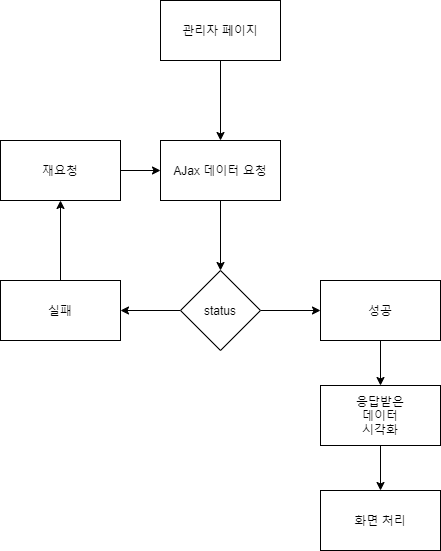 관리자 페이지
재요청
AJax 데이터 요청
실패
status
성공
응답받은
데이터
시각화
화면 처리